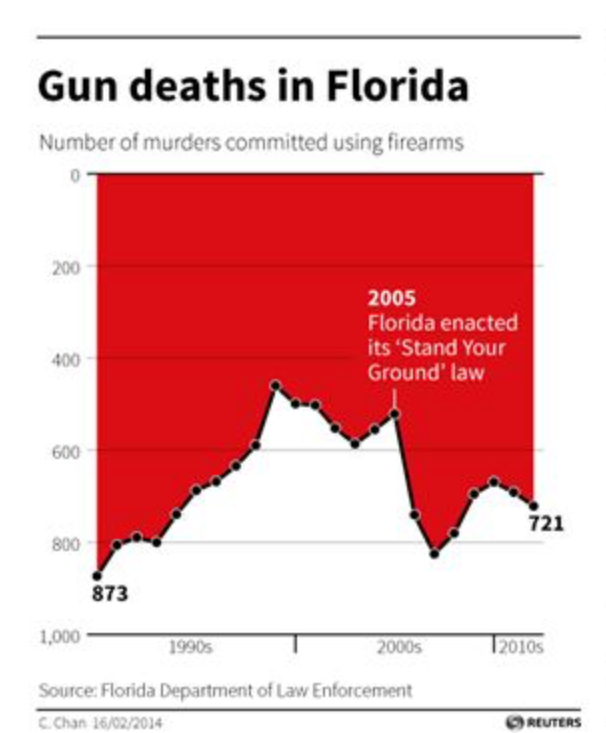 Gun deaths in Florida
Number of murders committed using firearms
0
200
2005
Florida enacted
its ‘Stand Your
Ground’ law
400
600
800
721
873
1,000
1990s 2000s 2010s
Source: Florida Department of Law Enforcement
C. Chan 16/02/2014
REUTERS